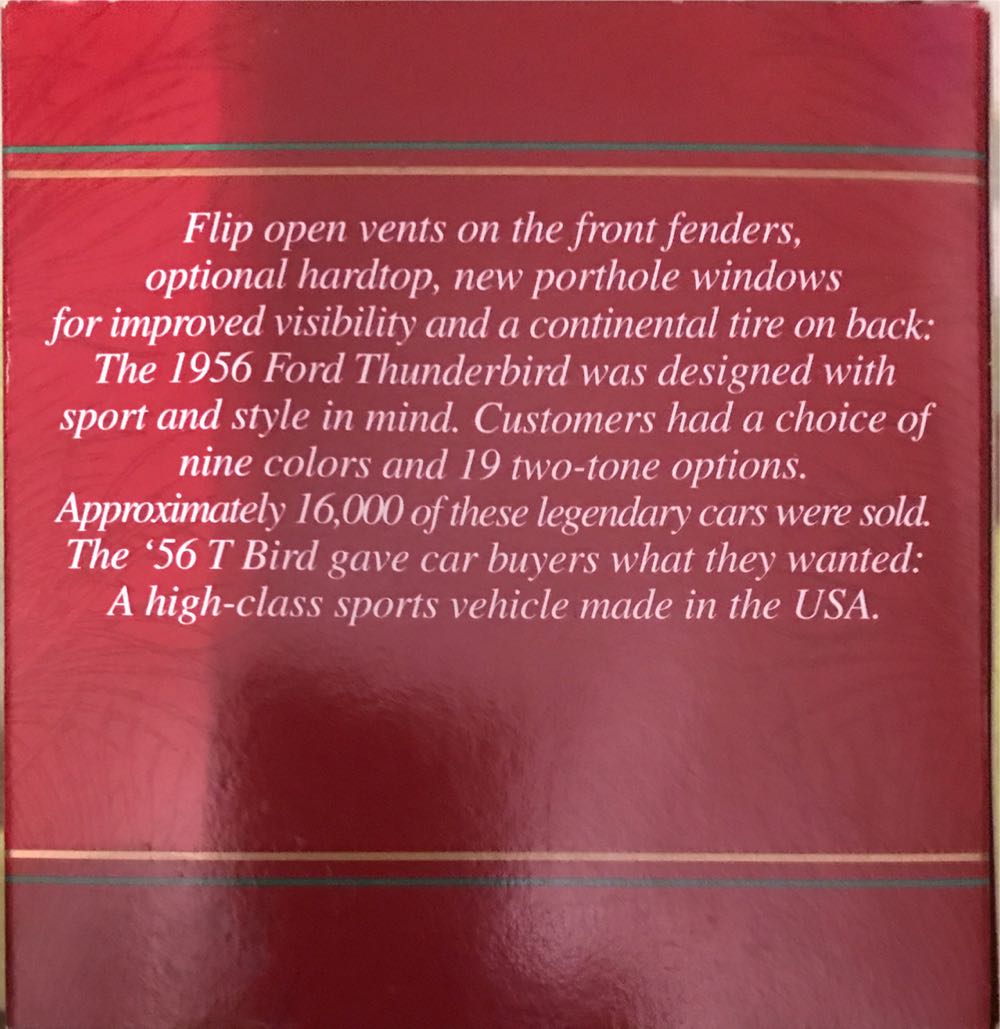 Flip open vents on the front fenders,
optional hardtop, new porthole windows
for improved visibility and a continental tire on back:
The 1956 Ford Thunderbird was designed with
sport and style in mind. Customers had a choice of
nine colors and 19 two-tone options.
Approximately 16,000 of these legendary cars were sold.
The ‘56 T Bird gave car buyers what they wanted:
A high-class sports vehicle made in the USA.